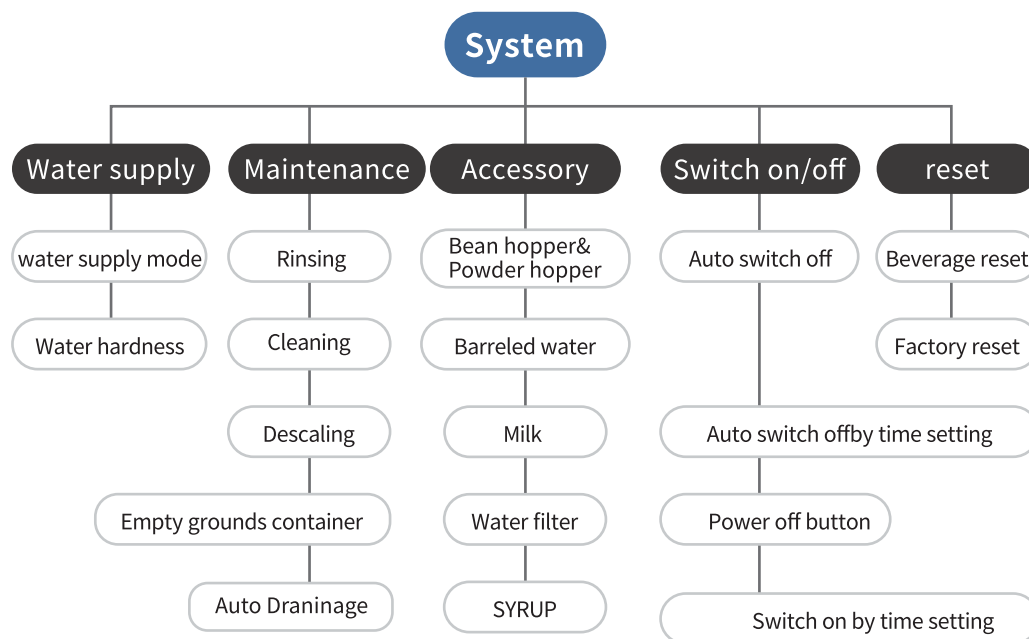 System
Water supply
Maintenance
Accessory
Switch on/off
reset
water supply mode
Rinsing
Bean hopper&
Powder hopper
Auto switch off
Beverage reset
Water hardness
Cleaning
Barreled water
Factory reset
Descaling
Milk
Auto switch offby time setting
Empty grounds container
Water filter
Power off button
Auto Draninage
SYRUP
Switch on by time setting